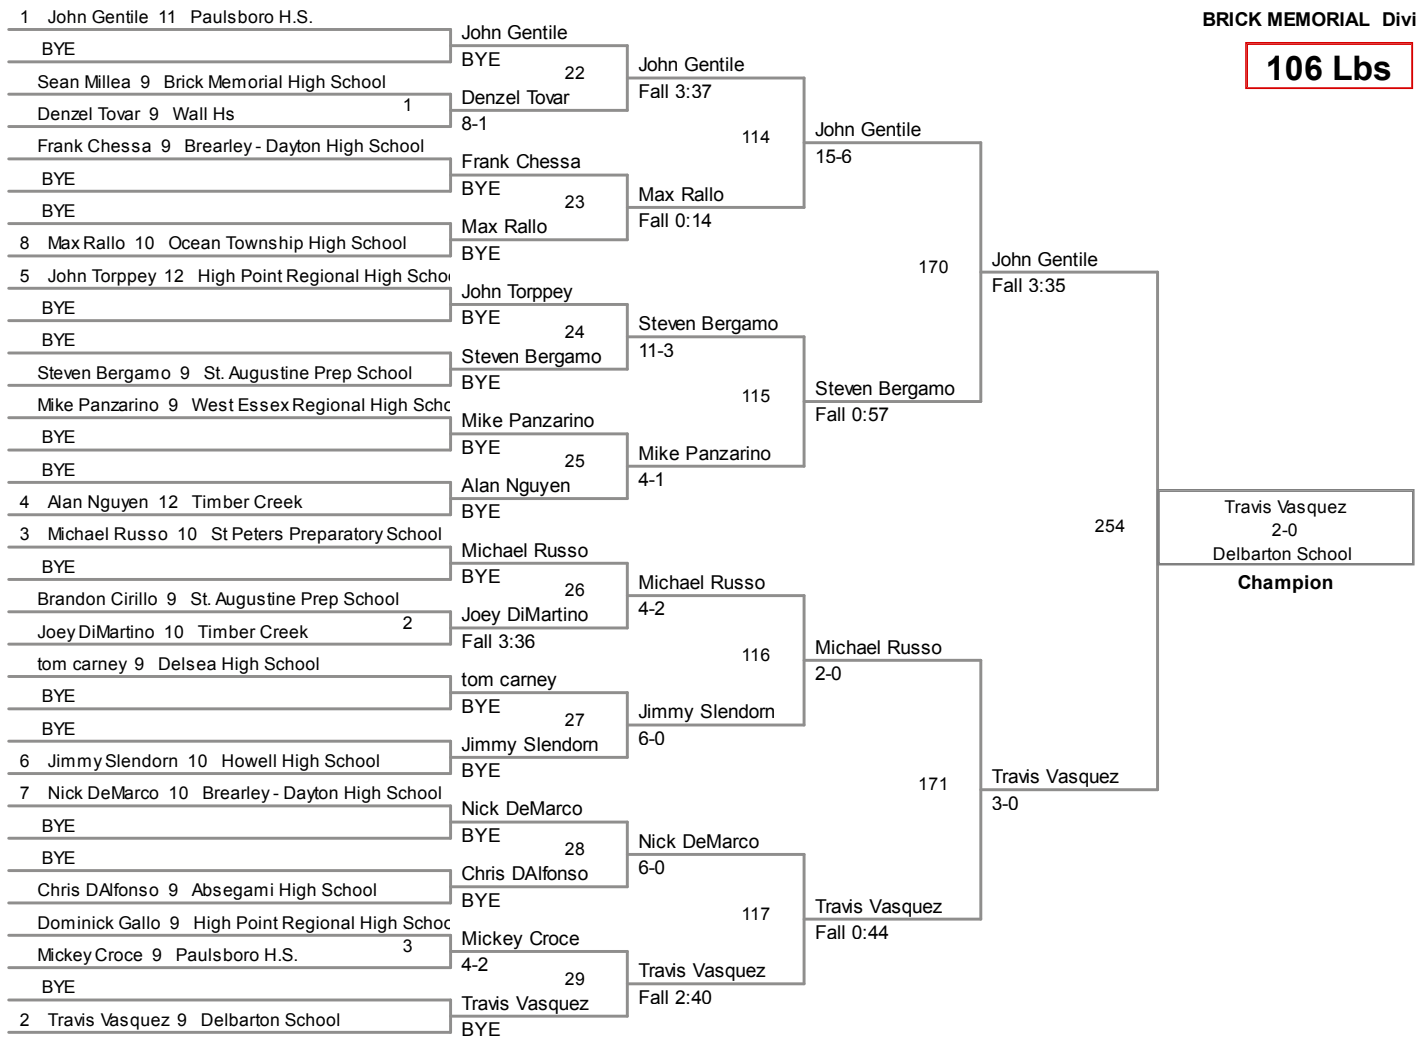 BRICK MEMORIAL Divi
106 Lbs
1 John Gentile 11 Paulsboro H.S.
BYE
Sean Millea 9 Brick Memorial High School
1
Denzel Tovar 9 Wall Hs
Frank Chessa 9 Brearley - Dayton High School
BYE
BYE
8 Max Rallo 10 Ocean Township High School
5 John Torppey 12 High Point Regional High Schoo
BYE
BYE
Steven Bergamo 9 St. Augustine Prep School
Mike Panzarino 9 West Essex Regional High Scho
BYE
BYE
4 Alan Nguyen 12 Timber Creek
3 Michael Russo 10 St Peters Preparatory School
BYE
Brandon Cirillo 9 St. Augustine Prep School
2
Joey DiMartino 10 Timber Creek
tom carney 9 Delsea High School
BYE
BYE
6 Jimmy Slendorn 10 Howell High School
7 Nick DeMarco 10 Brearley - Dayton High School
BYE
BYE
Chris DAlfonso 9 Absegami High School
Dominick Gallo 9 High Point Regional High Schoo
3
Mickey Croce 9 Paulsboro H.S.
BYE
2 Travis Vasquez 9 Delbarton School
John Gentile
BYE
22
Denzel Tovar
8-1
Frank Chessa
BYE
23
Max Rallo
BYE
John Torppey
BYE
24
Steven Bergamo
BYE
Mike Panzarino
BYE
25
Alan Nguyen
BYE
Michael Russo
BYE
26
Joey DiMartino
Fall 3:36
tom carney
BYE
27
Jimmy Slendorn
BYE
Nick DeMarco
BYE
28
Chris DAlfonso
BYE
Mickey Croce
4-2
29
Travis Vasquez
BYE
John Gentile
Fall 3:37
114
Max Rallo
Fall 0:14
Steven Bergamo
11-3
115
Mike Panzarino
4-1
Michael Russo
4-2
116
Jimmy Slendorn
6-0
Nick DeMarco
6-0
117
Travis Vasquez
Fall 2:40
John Gentile
15-6
170
Steven Bergamo
Fall 0:57
Michael Russo
2-0
171
Travis Vasquez
Fall 0:44
John Gentile
Fall 3:35
254
Travis Vasquez
3-0
Travis Vasquez
2-0
Delbarton School
Champion